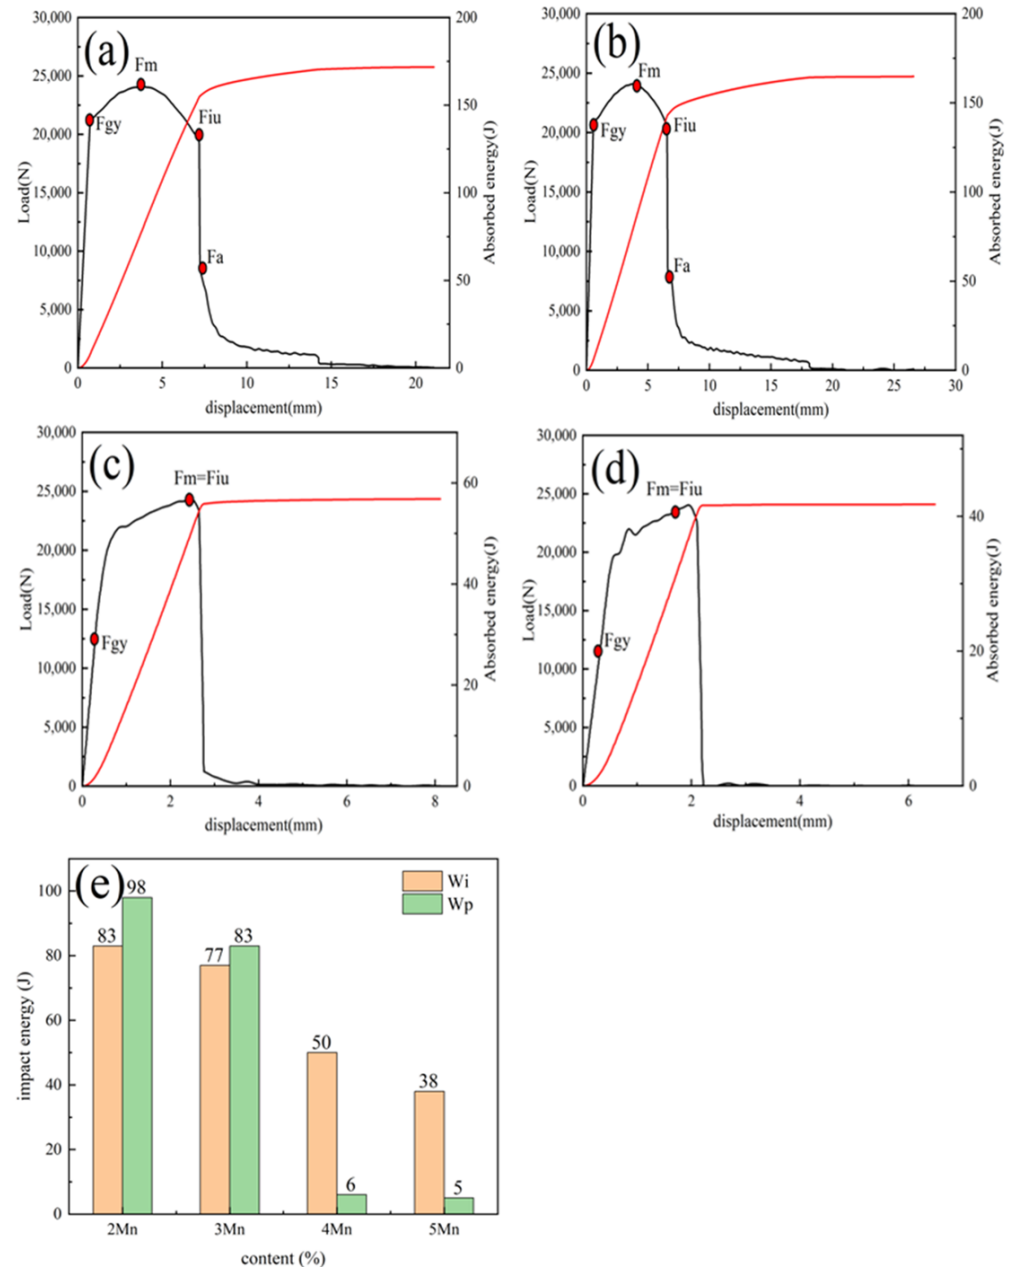 (a)
30,000
25,000
20,000
15,000
10,000
5,000
0
Load(N)
Fm
Fgy
Fiu
Fa
200
150
100
50
0
Absorbed energy(J)
0 5 10 15 20
displacement(mm)
(b)
30,000
25,000
20,000
15,000
10,000
5,000
0
Load(N)
Fm
Fgy
Fiu
Fa
200
150
100
50
0
Absorbed energy(J)
0 5 10 15 20 25 30
displacement(mm)
(c)
30,000
25,000
20,000
15,000
10,000
5,000
0
Load(N)
Fm=Fiu
Fgy
60
40
20
0
Absorbed energy(J)
0 2 4 6 8
displacement(mm)
(d)
30,000
25,000
20,000
15,000
10,000
5,000
0
Load(N)
Fm=Fiu
Fgy
40
20
0
Absorbed energy(J)
0 2 4 6
displacement(mm)
(e)
Wi
Wp
100
80
60
40
20
0
impact energy (J)
83 98
77 83
50 6
38 5
2Mn 3Mn 4Mn 5Mn
content (%)